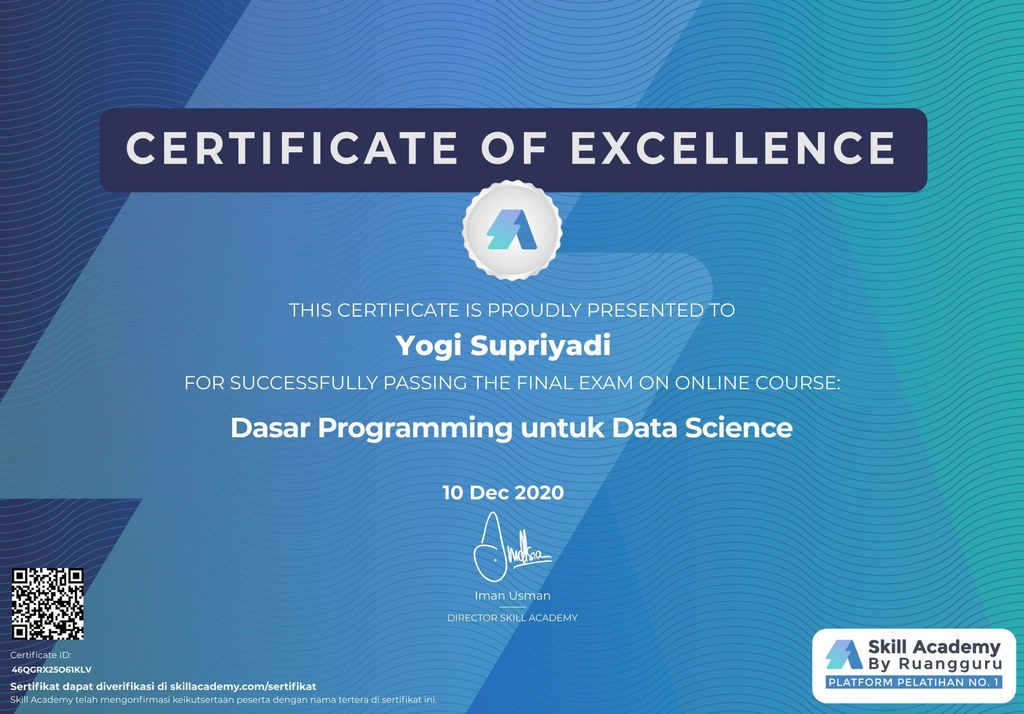 CERTIFICATE OF EXCELLENCE
THIS CERTIFICATE IS PROUDLY PRESENTED TO
Yogi Supriyadi
FOR SUCCESSFULLY PASSING THE FINAL EXAM ON ONLINE COURSE:
Dasar Programming untuk Data Science
10 Dec 2020
Iman Usman
DIRECTOR SKILL ACADEMY
Certificate ID:
46QGRX25O61KLV
Sertifikat dapat diverifikasi di skillacademy.com/sertifikat
Skill Academy telah mengonfirmasi keikutsertaan peserta dengan nama tertera di sertifikat ini.
Skill Academy
By Ruangguru
PLATFORM PELATIHAN NO. 1